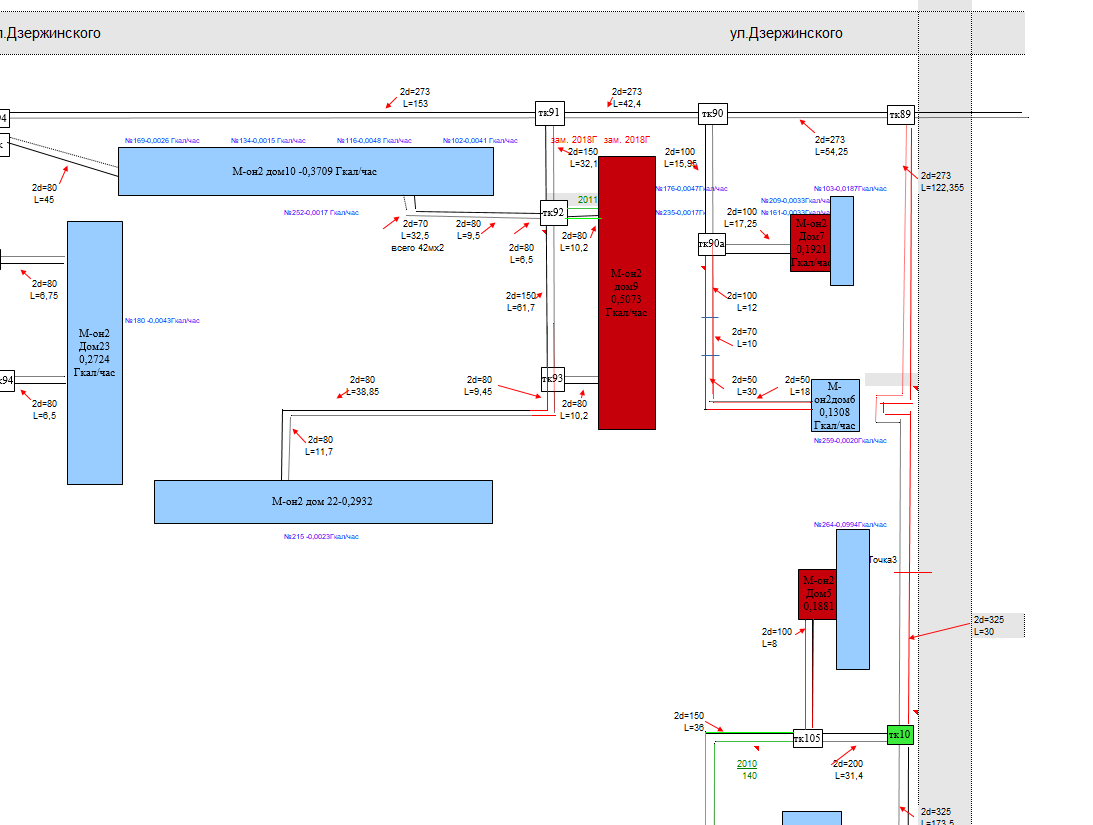 л.Дзержинского
ул.Дзержинского
2d=273
L=153
2d=273
L=42,4
94
тк91
тк90
тк89
к
№169-0,0026 Гкал/час
№134-0,0015 Гкал/час
№116-0,0048 Гкал/час
№102-0,0041 Гкал/час
зам. 2018Г
зам. 2018Г
2d=150
L=32,1
2d=100
L=15,95
2d=273
L=54,25
М-он2 дом10 -0,3709 Гкал/час
2d=80
L=45
2d=273
L=122,355
№176-0,0047Г
№103-0,0187Гкал/час
№209-0,0033Гкал/час
2011
№252-0,0017 Гкал/час
тк92
№235-0,0017Г
2d=100
L=17,25
№161-0,0033Гкал/час
2d=70
L=32,5
всего 42мх2
2d=80
L=9,5
2d=80
L=6,5
2d=80
L=10,2
тк90а
М-он2
Дом7
0,1921
Гкал/час
2d=80
L=6,75
М-он2
дом9
0,5073
Гкал/час
2d=150
L=61,7
2d=100
L=12
№180 -0,0043Гкал/час
М-он2
Дом23
0,2724
Гкал/час
2d=70
L=10
к94
2d=80
L=6,5
2d=80
L=38,85
2d=80
L=9,45
тк93
2d=80
L=10,2
2d=50
L=30
2d=50
L=18
М-
он2дом6
0,1308
Гкал/час
№259-0,0020Гкал/час
2d=80
L=11,7
М-он2 дом 22-0,2932
№215 -0,0023Гкал/час
№264-0,0994Гкал/час
Точка3
М-он2
Дом5
0,1881
2d=100
L=8
2d=325
L=30
2d=150
L=36
тк105
тк10
2010
140
2d=200
L=31,4
2d=325
L=173,5